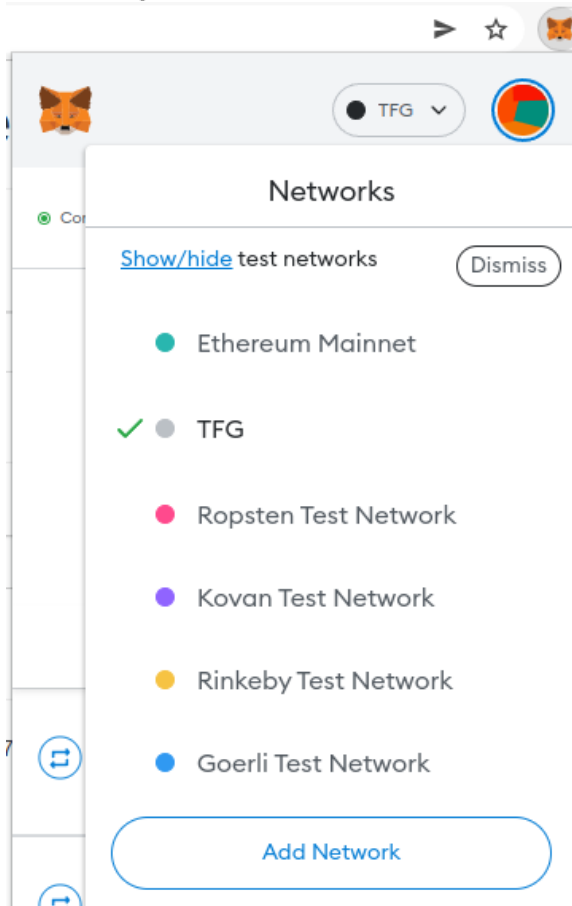 TFG
Networks
Show/hide test networks
Dismiss
Ethereum Mainnet
TFG
Ropsten Test Network
Kovan Test Network
Rinkeby Test Network
Goerli Test Network
Add Network